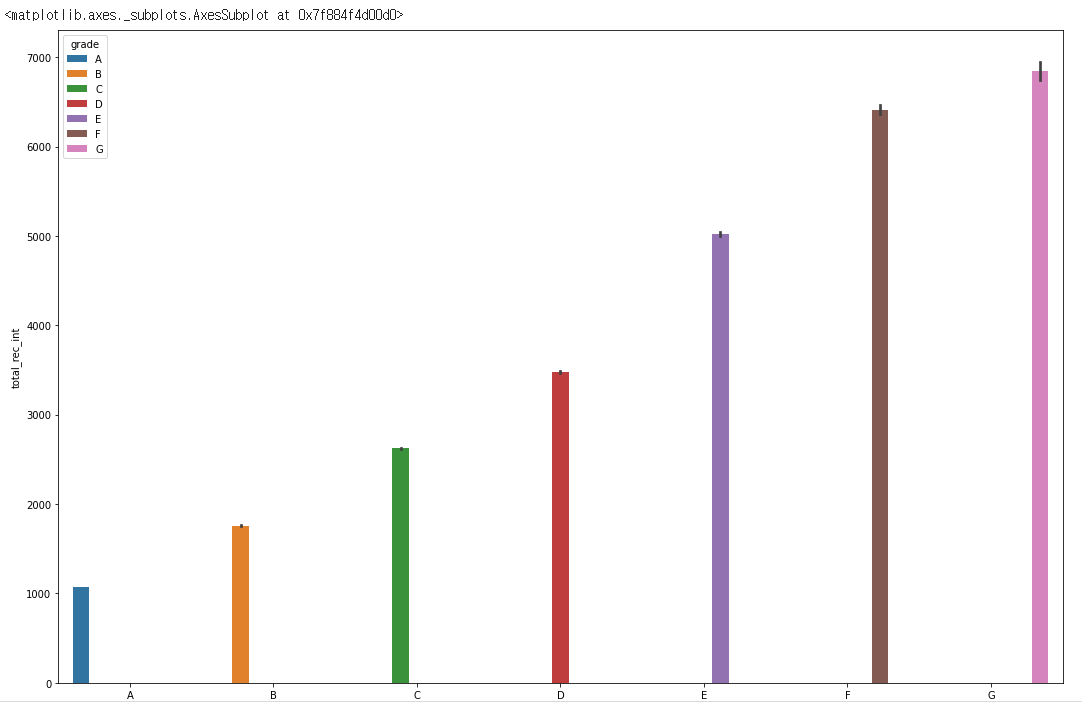 <matplotlib.axes._subplots.AxesSubplot at 0x7f884f4d00d0>
grade
A
B
C
D
E
F
G
7000
6000
5000
4000
3000
2000
1000
0
total_rec_int
A B C D E F G